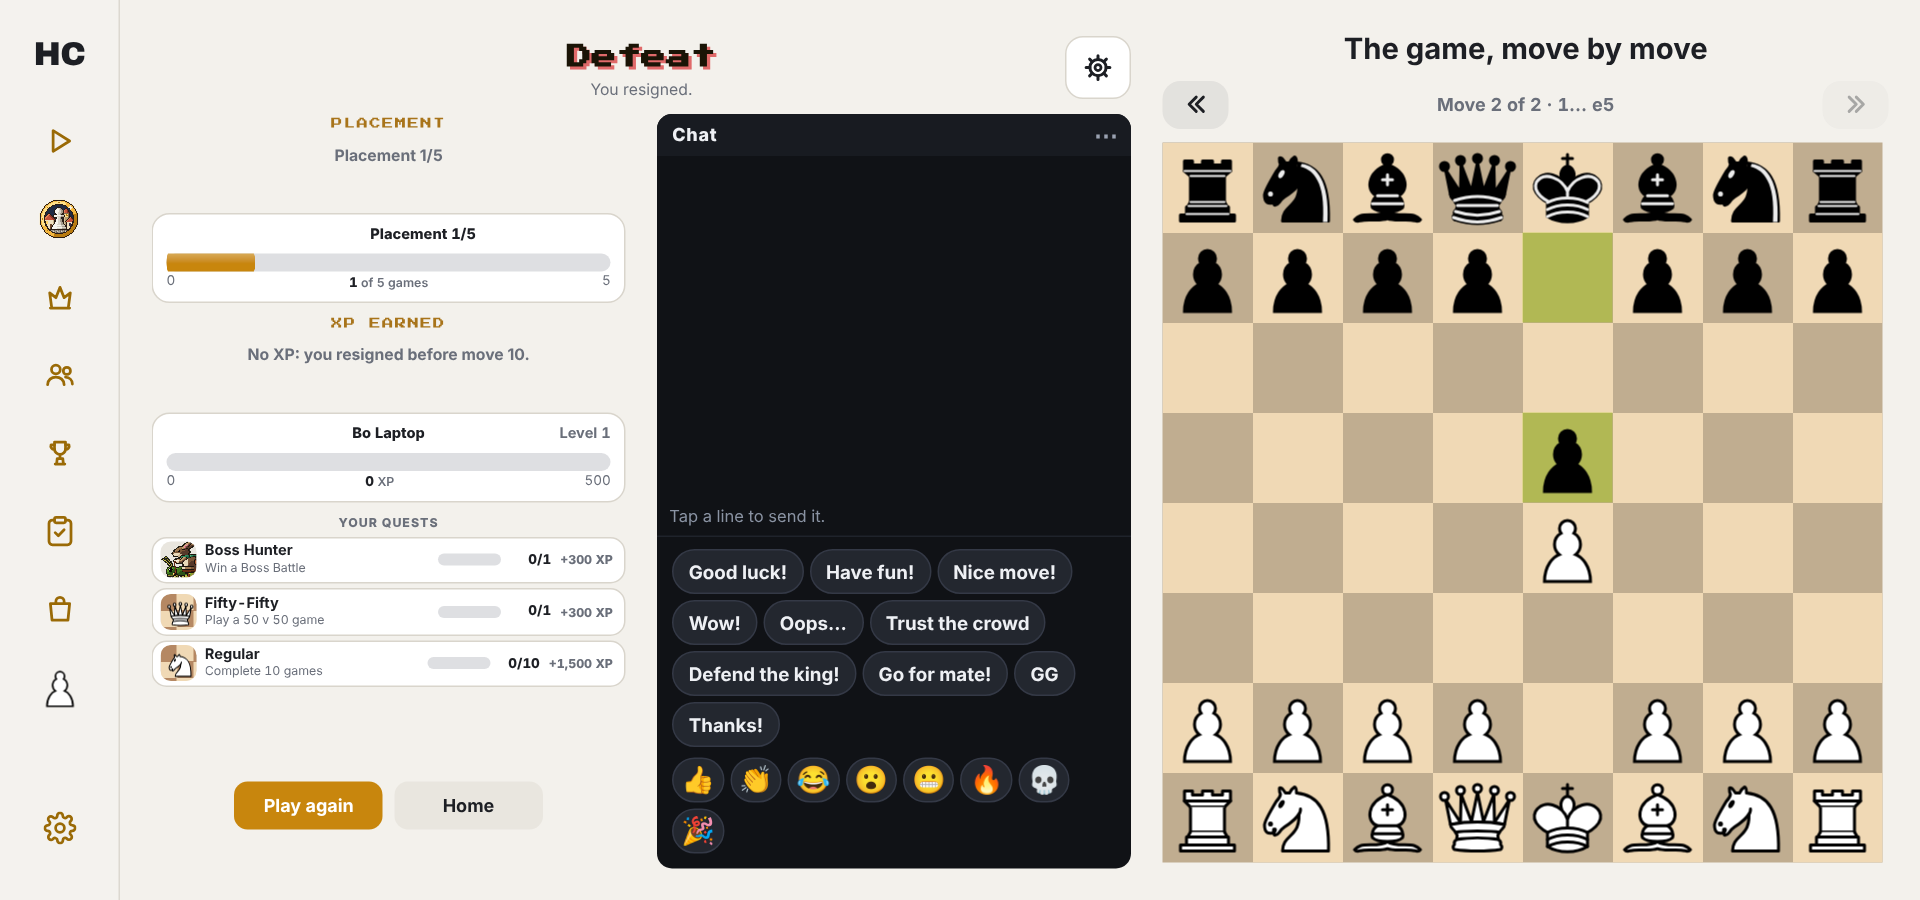 HC
Defeat
You resigned.
PLACEMENT
Placement 1/5
Placement 1/5
0
1 of 5 games
5
XP EARNED
No XP: you resigned before move 10.
Bo Laptop
Level 1
0
0 XP
500
YOUR QUESTS
Boss Hunter
Win a Boss Battle
0/1 +300 XP
Fifty-Fifty
Play a 50 v 50 game
0/1 +300 XP
Regular
Complete 10 games
0/10 +1,500 XP
Play again
Home
Chat
Tap a line to send it.
Good luck! Have fun! Nice move!
Wow! Oops... Trust the crowd
Defend the king! Go for mate! GG
Thanks!
The game, move by move
Move 2 of 2 · 1... e5